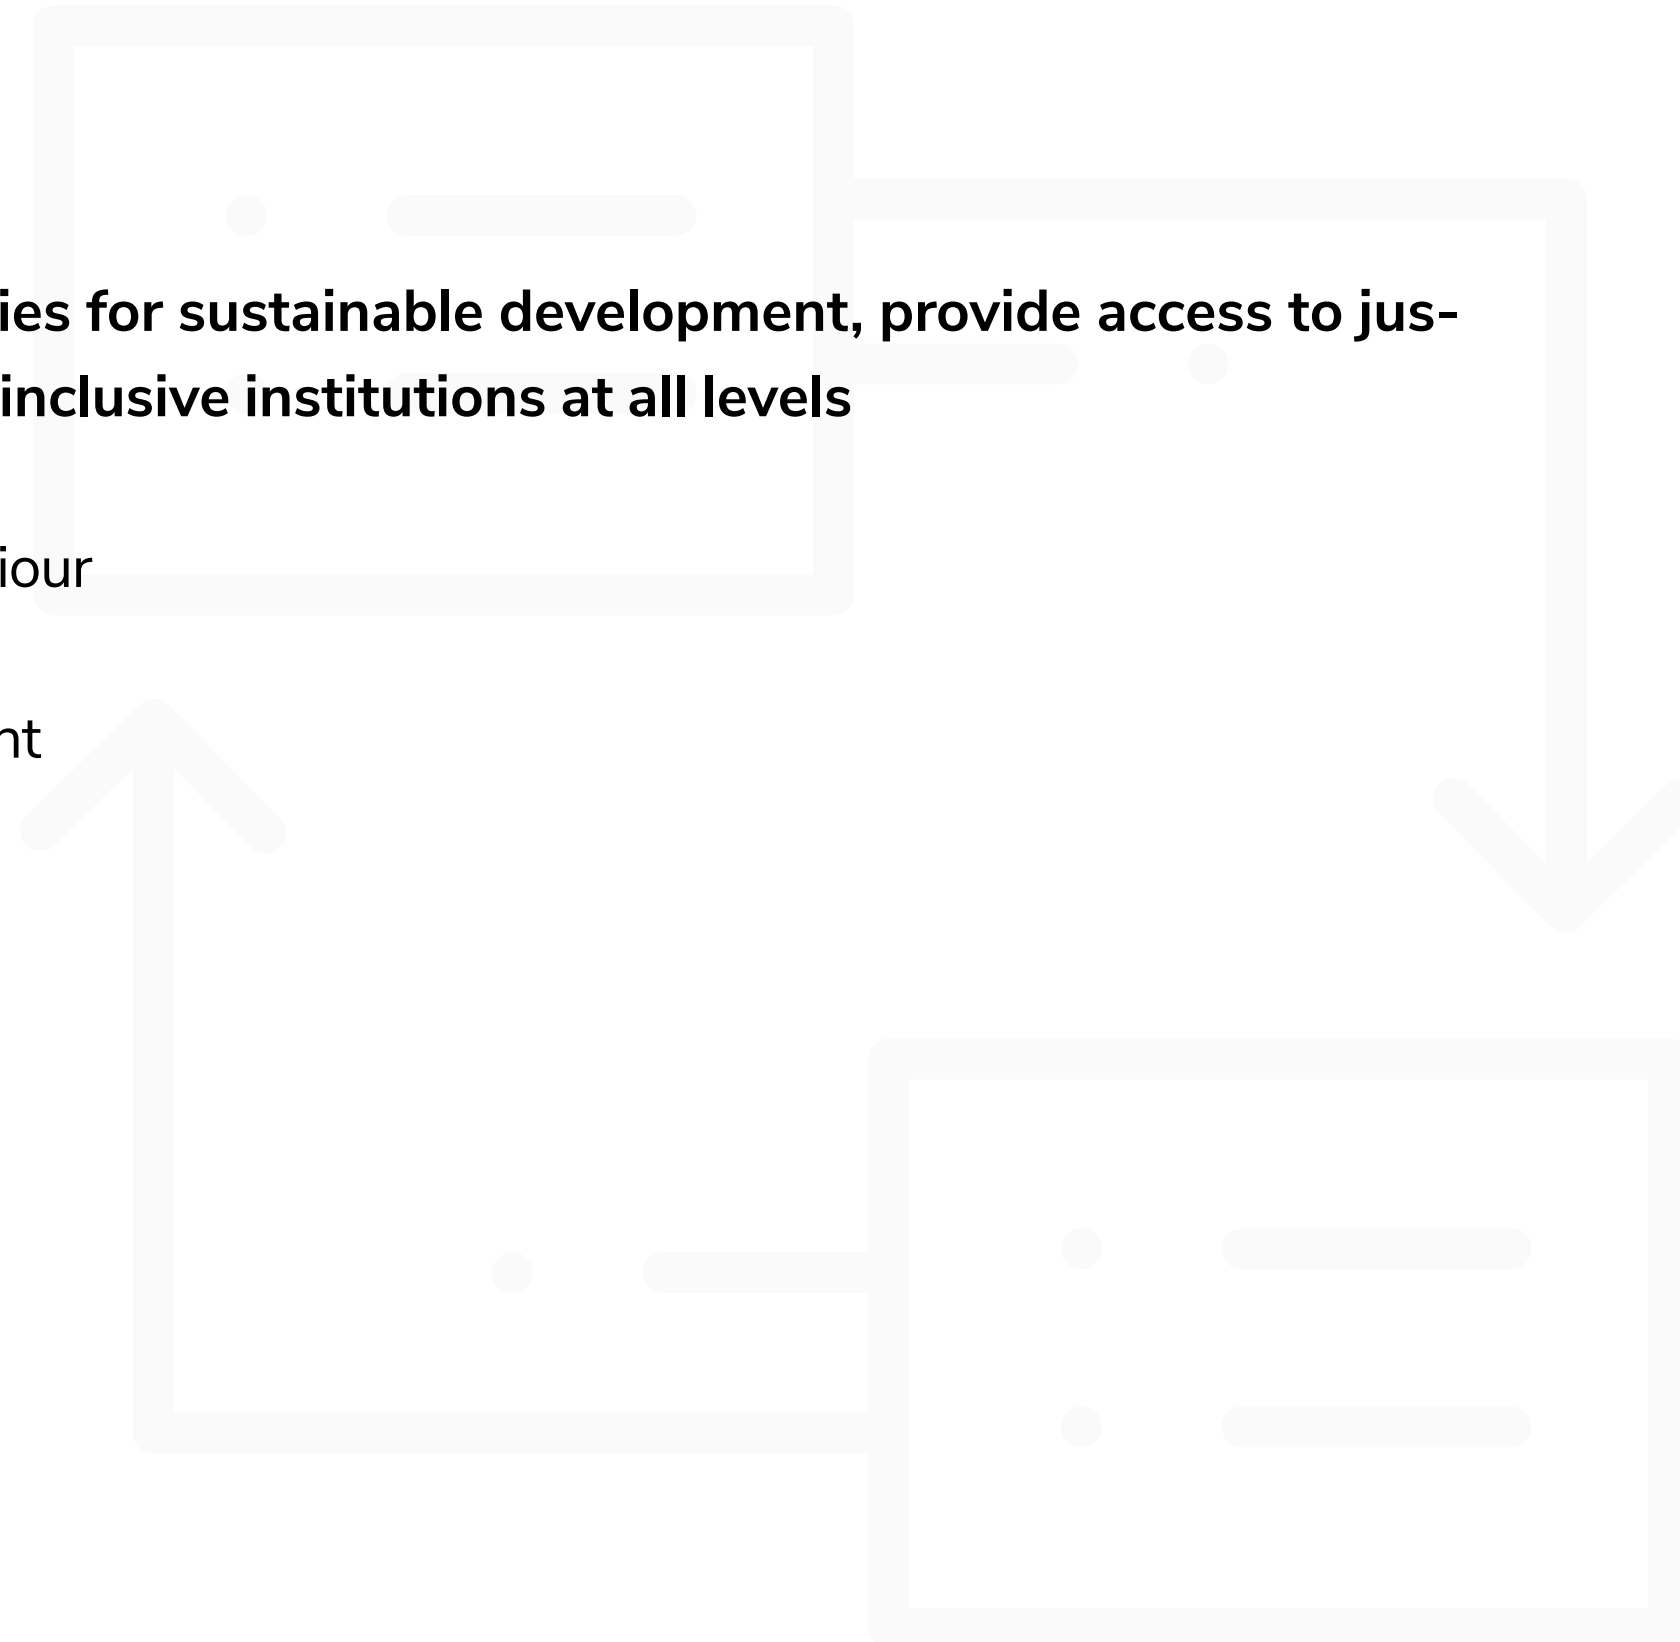 ies for sustainable development, provide access to jus-
inclusive institutions at all levels
iour
nt